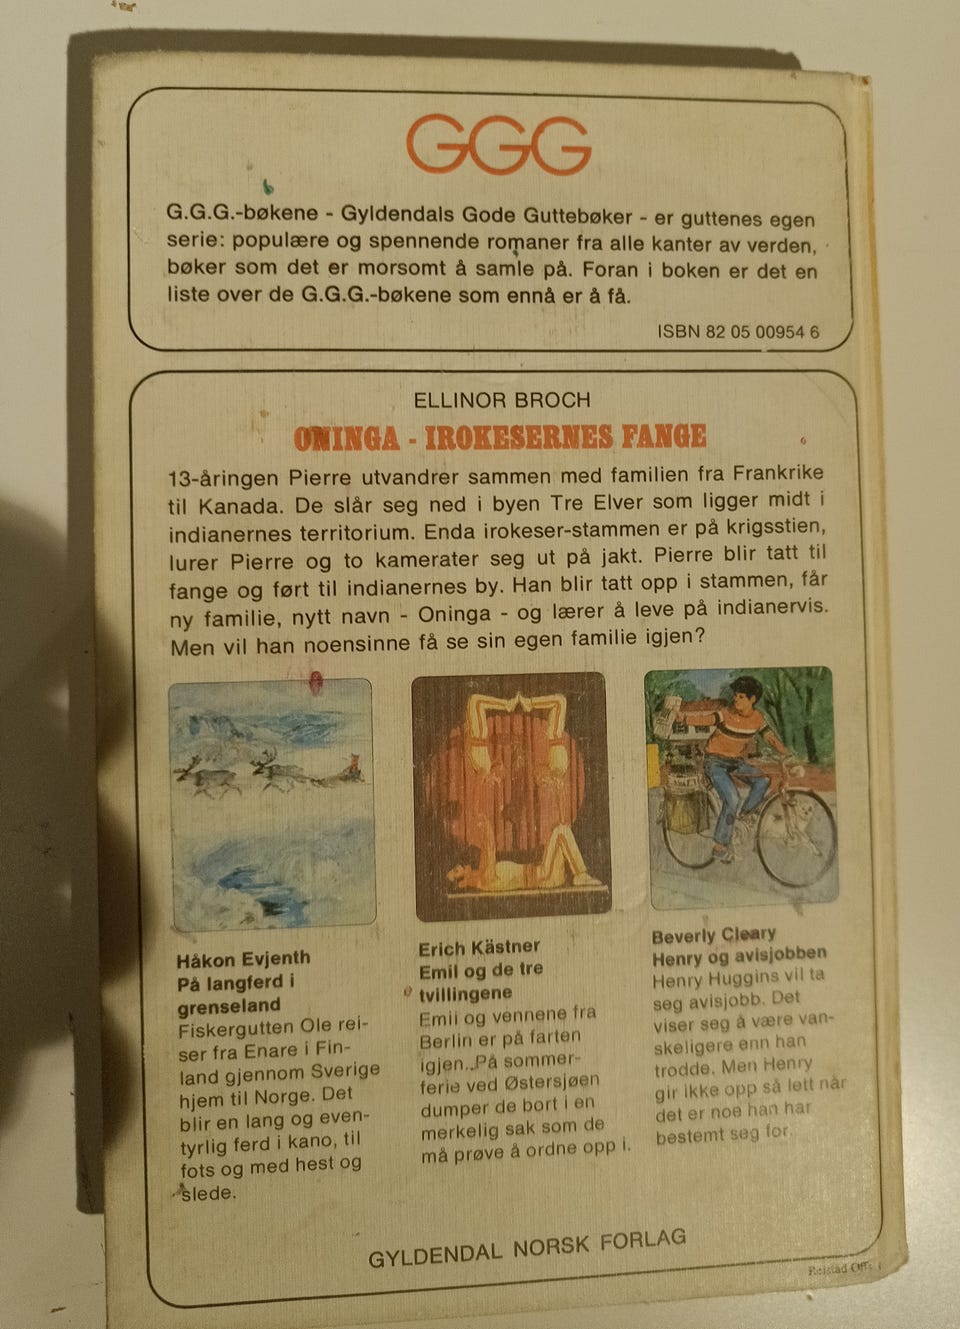 GGG
G.G.G.-bøkene - Gyldendals Gode Guttebøker - er guttenes egen
serie: populære og spennende romaner fra alle kanter av verden,
bøker som det er morsomt å samle på. Foran i boken er det en
liste over de G.G.G.-bøkene som ennå er å få.
ISBN 82 05 00954 6
ELLINOR BROCH
ONINGA - IROKESERNES FANGE
13-åringen Pierre utvandrer sammen med familien fra Frankrike
til Kanada. De slår seg ned i byen Tre Elver som ligger midt i
indianernes territorium. Enda irokeser-stammen er på krigsstien,
lurer Pierre og to kamerater seg ut på jakt. Pierre blir tatt til
fange og ført til indianernes by. Han blir tatt opp i stammen, får
ny familie, nytt navn - Oninga - og lærer å leve på indianervis.
Men vil han noensinne få se sin egen familie igjen?
Håkon Evjenth
På langferd i
grenseland
Fiskergutten Ole rei-
ser fra Enare i Fin-
land gjennom Sverige
hjem til Norge. Det
blir en lang og even-
tyrlig ferd i kano, til
fots og med hest og
slede.
Erich Kästner
Emil og de tre
tvillingene
Emil og vennene fra
Berlin er på farten
igjen. På sommer-
ferie ved Østersjøen
dumper de bort i en
merkelig sak som de
må prøve å ordne opp i.
Beverly Cleary
Henry og avisjobben
Henry Huggins vil ta
seg avisjobb. Det
viser seg å være van-
skeligere enn han
trodde. Men Henry
gir ikke opp så lett når
det er noe han har
bestemt seg for.
GYLDENDAL NORSK FORLAG
Reistad